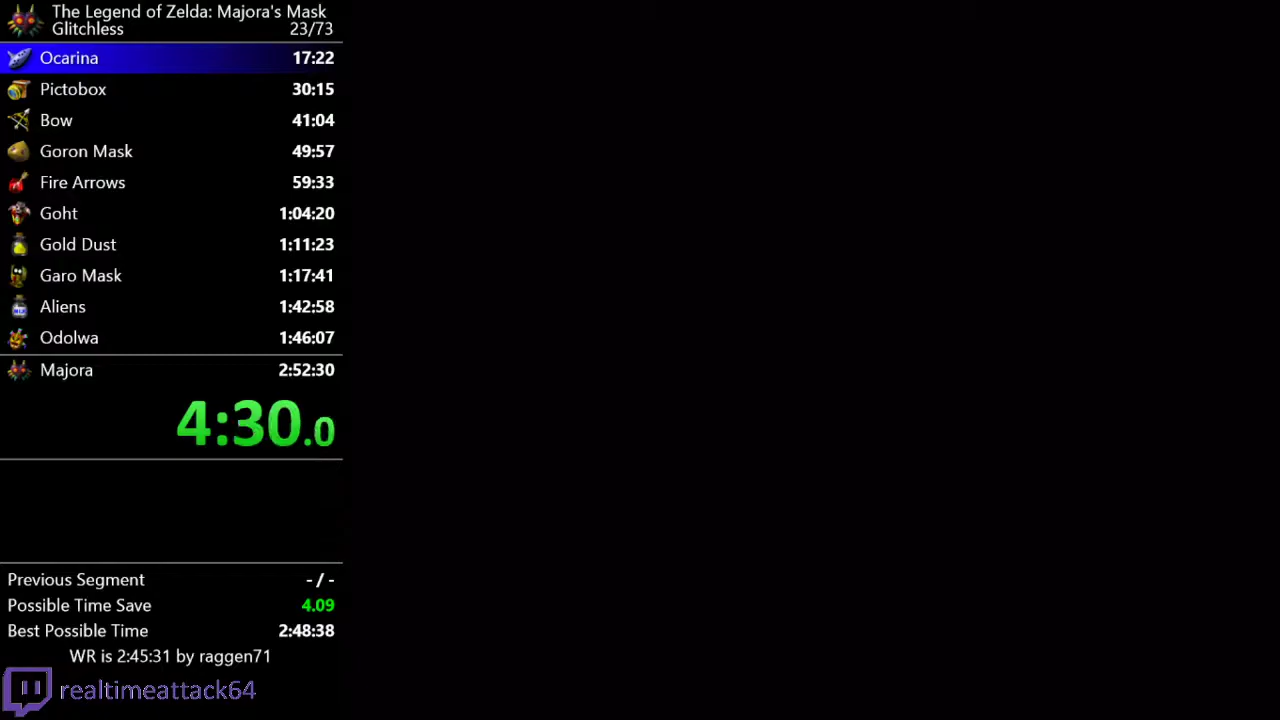 The Legend of Zelda: Majora's Mask
Glitchless 23/73
Ocarina 17:22
Pictobox 30:15
Bow 41:04
Goron Mask 49:57
Fire Arrows 59:33
Goht 1:04:20
Gold Dust 1:11:23
Garo Mask 1:17:41
Aliens 1:42:58
Odolwa 1:46:07
Majora 2:52:30
4:30.0
Previous Segment - / -
Possible Time Save 4.09
Best Possible Time 2:48:38
WR is 2:45:31 by raggen71
realtimeattack64